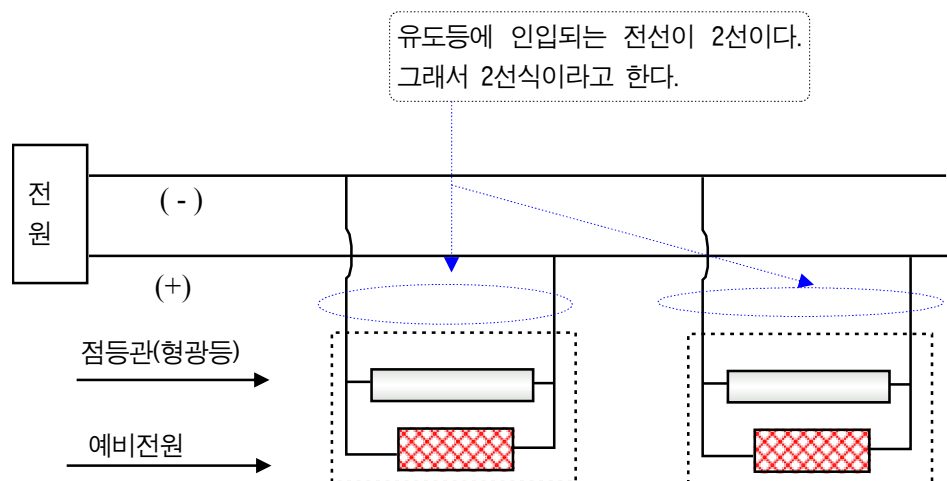 유도등에 인입되는 전선이 2선이다.
그래서 2선식이라고 한다.
전
원
( - )
(+)
점등관(형광등)
예비전원